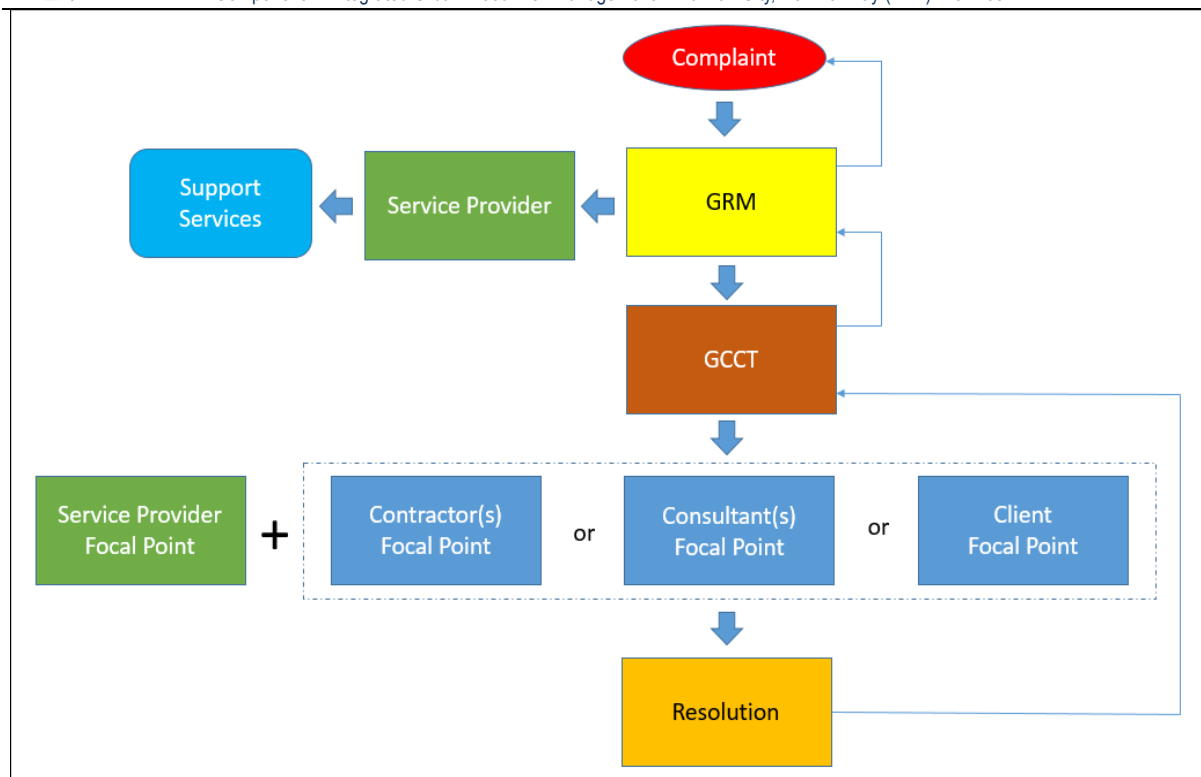 Complaint
Support
Services
Service Provider
GRM
GCCT
Service Provider
Focal Point
+
Contractor(s)
Focal Point
or
Consultant(s)
Focal Point
or
Client
Focal Point
Resolution